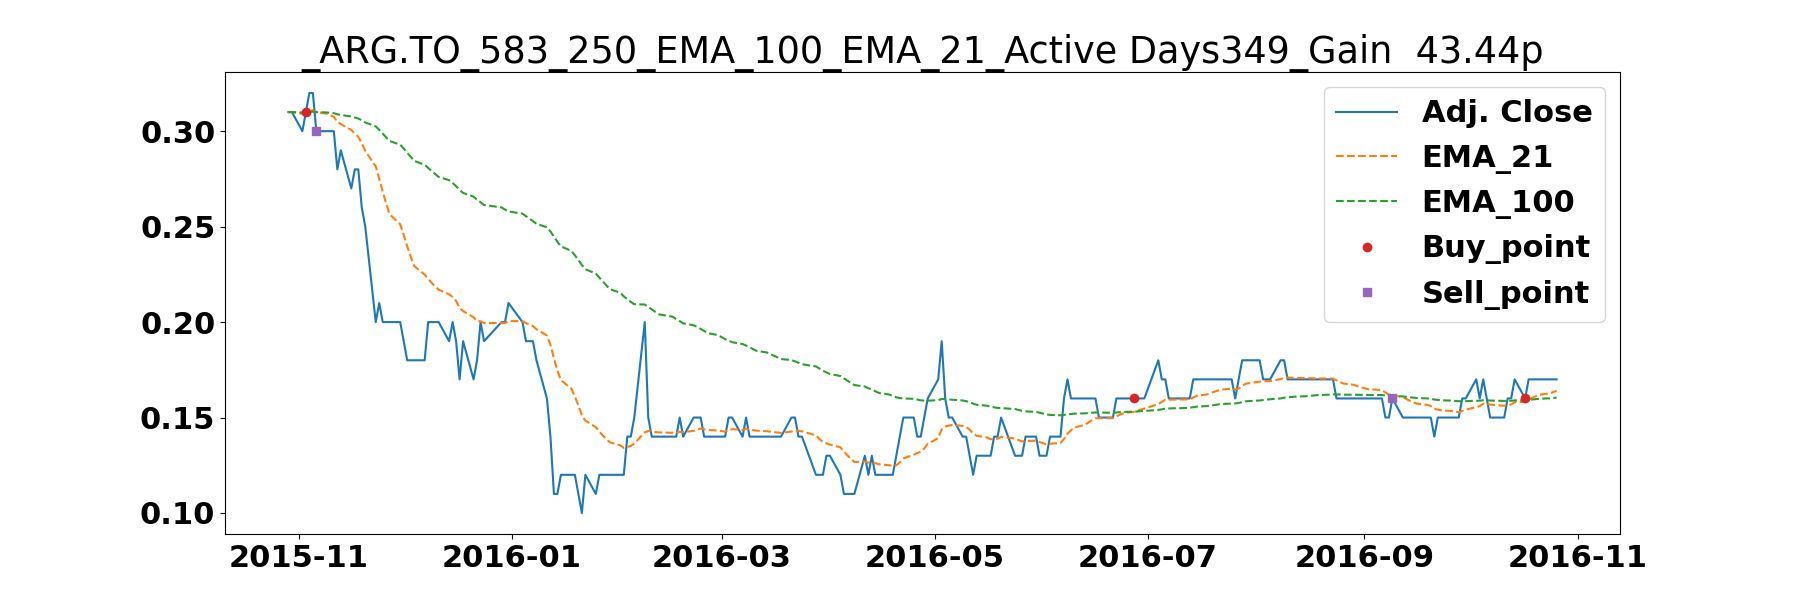 _ARG.TO_583_250_EMA_100_EMA_21_Active Days349_Gain  43.44p
Adj. Close
EMA_21
EMA_100
Buy_point
Sell_point
0.30
0.25
0.20
0.15
0.10
2015-11 2016-01 2016-03 2016-05 2016-07 2016-09 2016-11